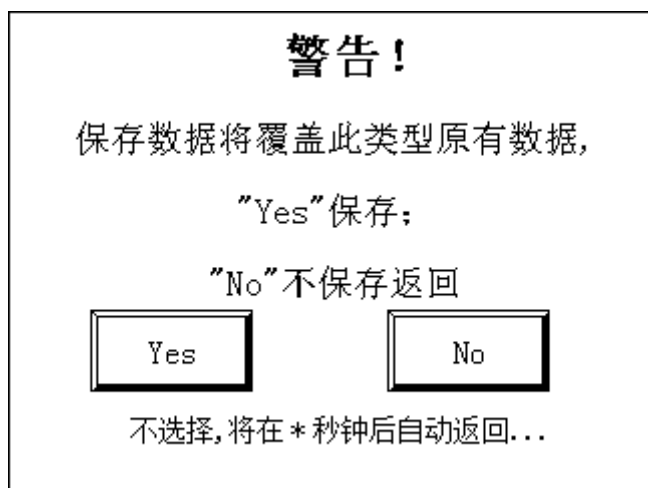 警告!
保存数据将覆盖此类型原有数据,
"Yes"保存;
"No"不保存返回
Yes No
不选择,将在*秒钟后自动返回...